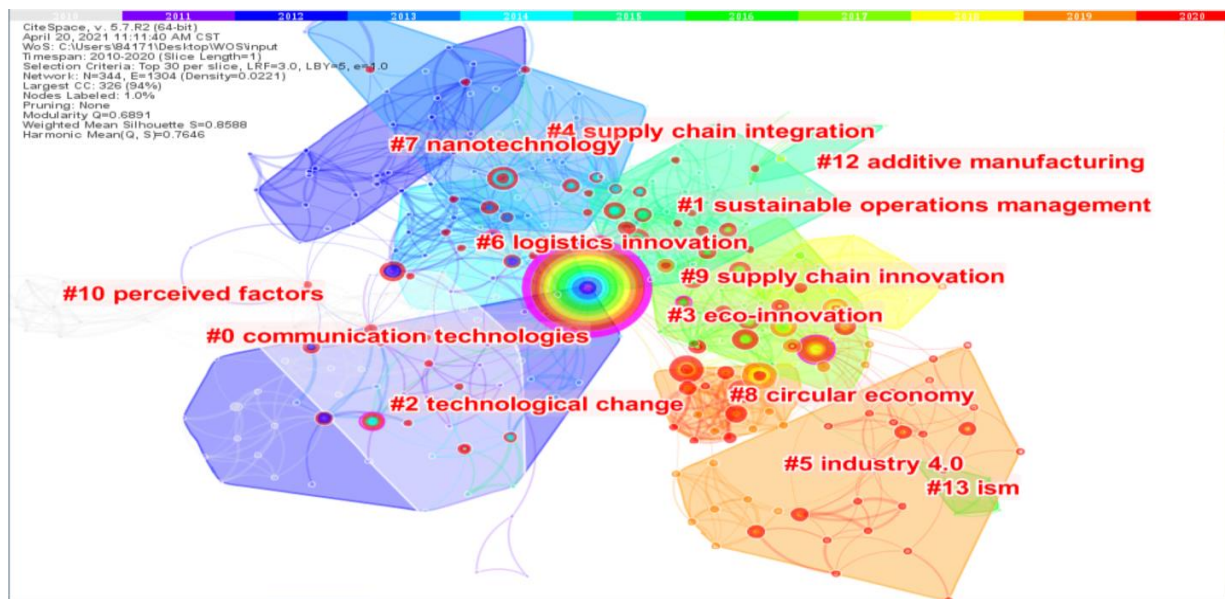 2010 2011 2012 2013 2014 2015 2016 2017 2018 2019 2020
CiteSpace, v. 5.7.R2 (64-bit)
April 20, 2021 11:11:40 AM CST
WoS: C:\Users\84171\Desktop\WOS\input
Timespan: 2010-2020 (Slice Length=1)
Selection Criteria: Top 30 per slice, LRF=3.0, LBY=5, e=1.0
Network: N=344, E=1304 (Density=0.0221)
Largest CC: 326 (94%)
Nodes Labeled: 1.0%
Pruning: None
Modularity Q=0.6891
Weighted Mean Silhouette S=0.8588
Harmonic Mean(Q, S)=0.7646
#4 supply chain integration
#7 nanotechnology
#12 additive manufacturing
#1 sustainable operations management
#6 logistics innovation
#9 supply chain innovation
#10 perceived factors
#3 eco-innovation
#0 communication technologies
#8 circular economy
#2 technological change
#5 industry 4.0
#13 ism